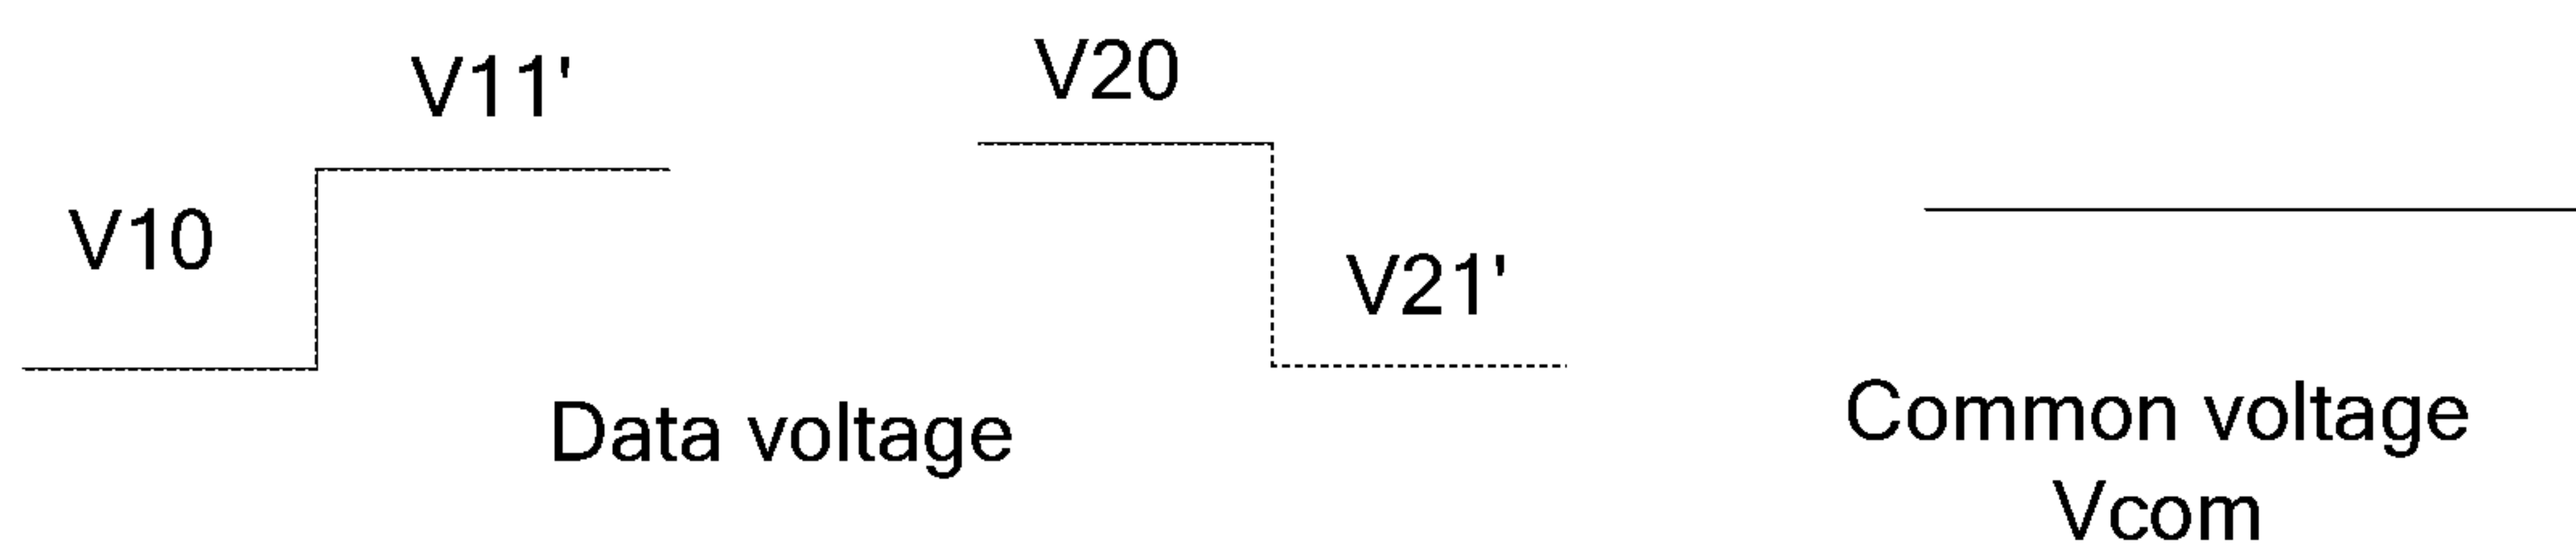 V10
V11'
V20
V21'
Data voltage
Common voltage
Vcom